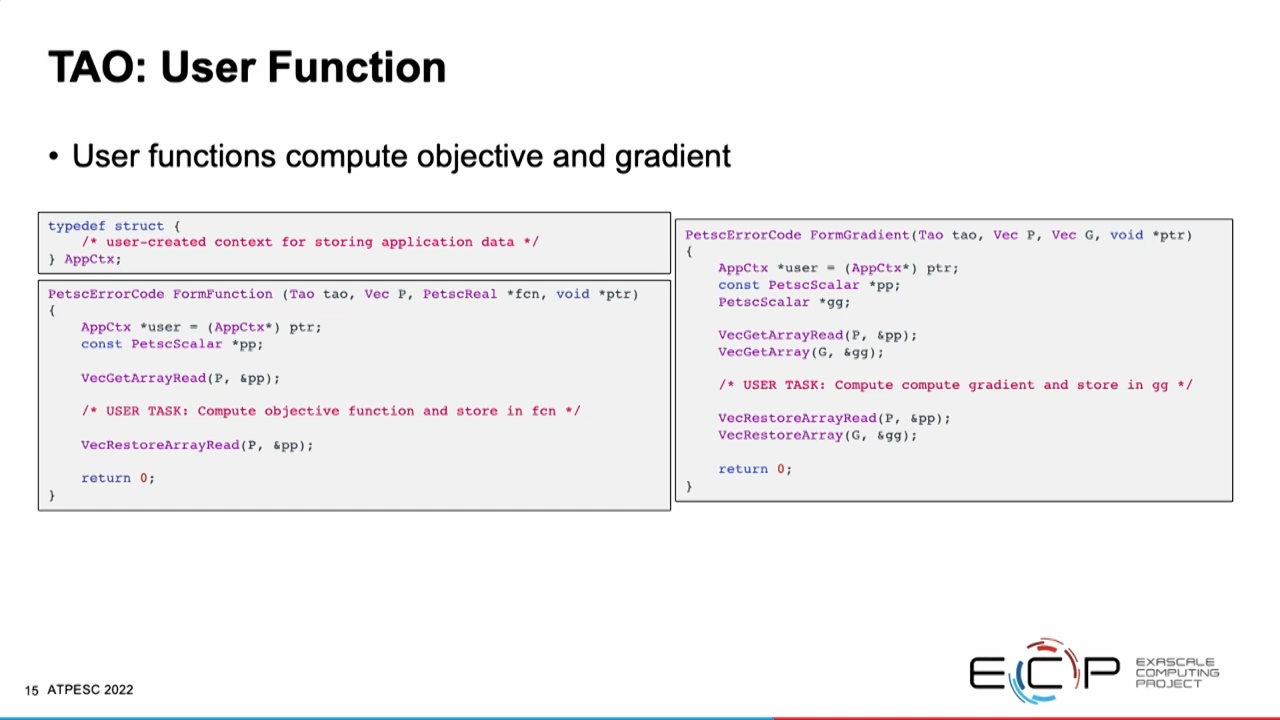 TAO: User Function
• User functions compute objective and gradient
typedef struct {
/* user-created context for storing application data */
} AppCtx;
PetscErrorCode FormFunction (Tao tao, Vec P, PetscReal *fcn, void *ptr)
{
AppCtx *user = (AppCtx*) ptr;
const PetscScalar *pp;
VecGetArrayRead(P, &pp);
/* USER TASK: Compute objective function and store in fcn */
VecRestoreArrayRead(P, &pp);
return 0;
}
PetscErrorCode FormGradient(Tao tao, Vec P, Vec G, void *ptr)
{
AppCtx *user = (AppCtx*) ptr;
const PetscScalar *pp;
PetscScalar *gg;
VecGetArrayRead(P, &pp);
VecGetArray(G, &gg);
/* USER TASK: Compute compute gradient and store in gg */
VecRestoreArrayRead(P, &pp);
VecRestoreArray(G, &gg);
return 0;
}
15 ATPESC 2022
ECP
EXASCALE
COMPUTING
PROJECT